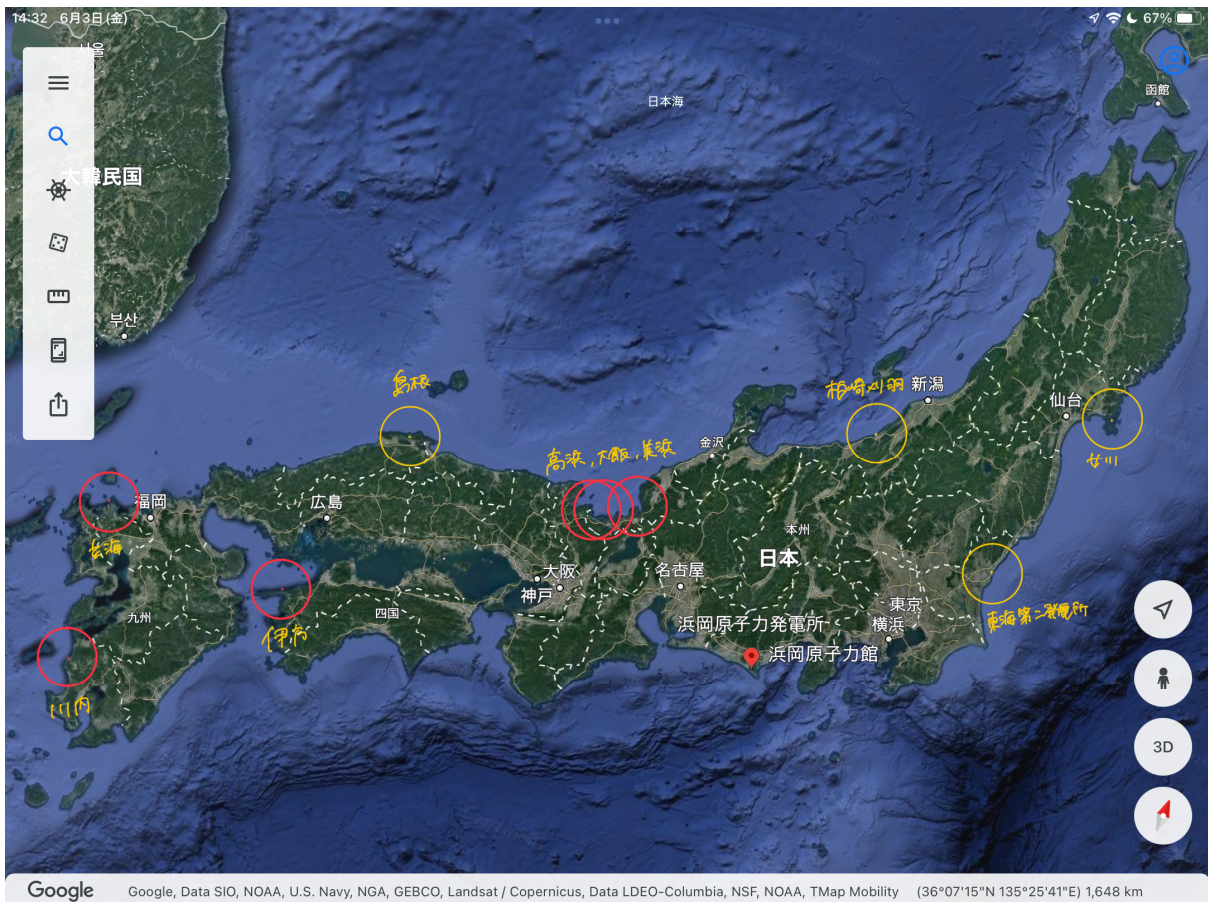 14:32 6月3日(金)
67%
서울
日本海
函館
大韓民国
부산
島根
柏崎刈羽
新潟
仙台
高浜,大飯,美浜
金沢
女川
福岡
広島
本州
日本
玄海
大阪
名古屋
神戸
東京
九州
四国
伊方
浜岡原子力発電所
横浜
東海第二発電所
浜岡原子力館
川内
3D
Google
Google, Data SIO, NOAA, U.S. Navy, NGA, GEBCO, Landsat / Copernicus, Data LDEO-Columbia, NSF, NOAA, TMap Mobility (36°07'15"N 135°25'41"E) 1,648 km